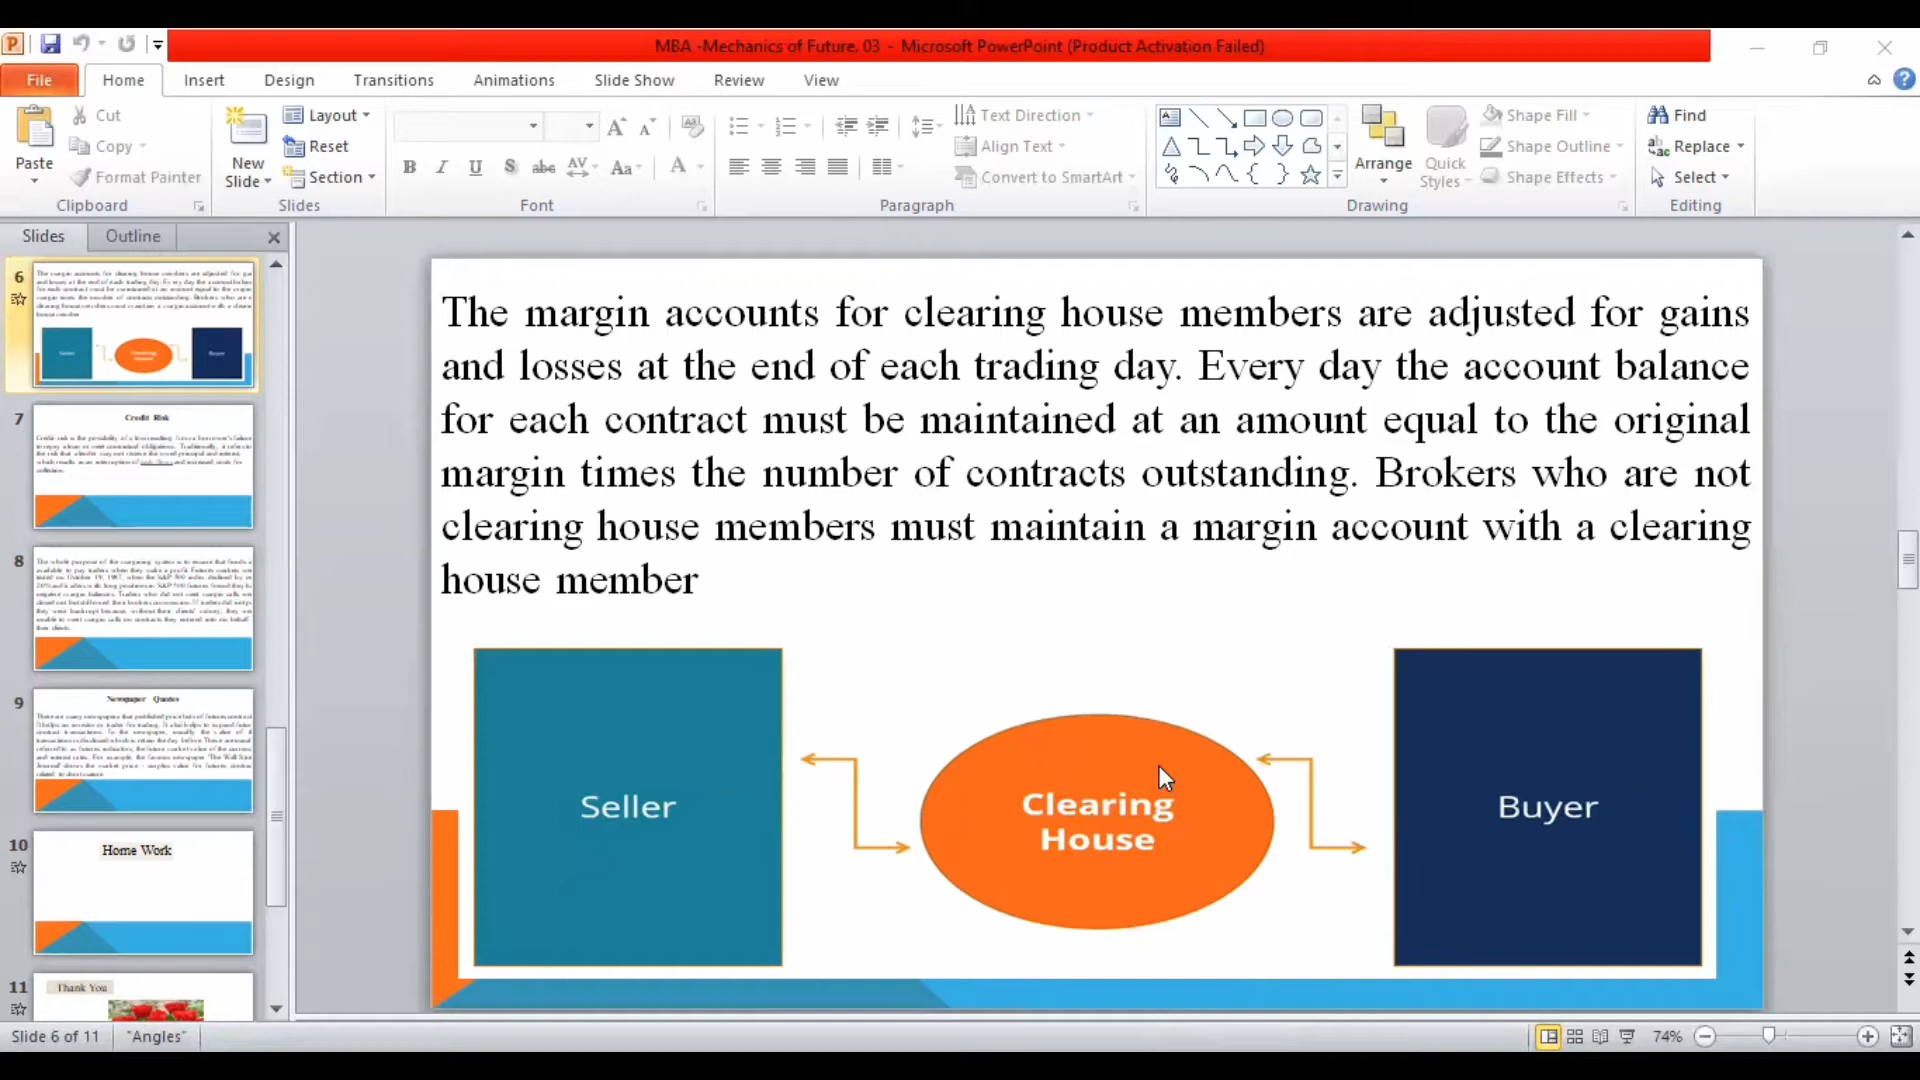 MBA -Mechanics of Future. 03 - Microsoft PowerPoint (Product Activation Failed)
File Home Insert Design Transitions Animations Slide Show Review View
Paste
Cut
Copy
Format Painter
Clipboard
New Slide
Layout
Reset
Section
Slides
Font
Text Direction
Align Text
Convert to SmartArt
Paragraph
Arrange
Quick Styles
Shape Fill
Shape Outline
Shape Effects
Drawing
Find
Replace
Select
Editing
Slides Outline
6
7
Credit Risk
8
9
Newspaper Quotes
10
Home Work
11
Thank You
The margin accounts for clearing house members are adjusted for gains
and losses at the end of each trading day. Every day the account balance
for each contract must be maintained at an amount equal to the original
margin times the number of contracts outstanding. Brokers who are not
clearing house members must maintain a margin account with a clearing
house member
Seller
Clearing
House
Buyer
Slide 6 of 11 "Angles" 74%